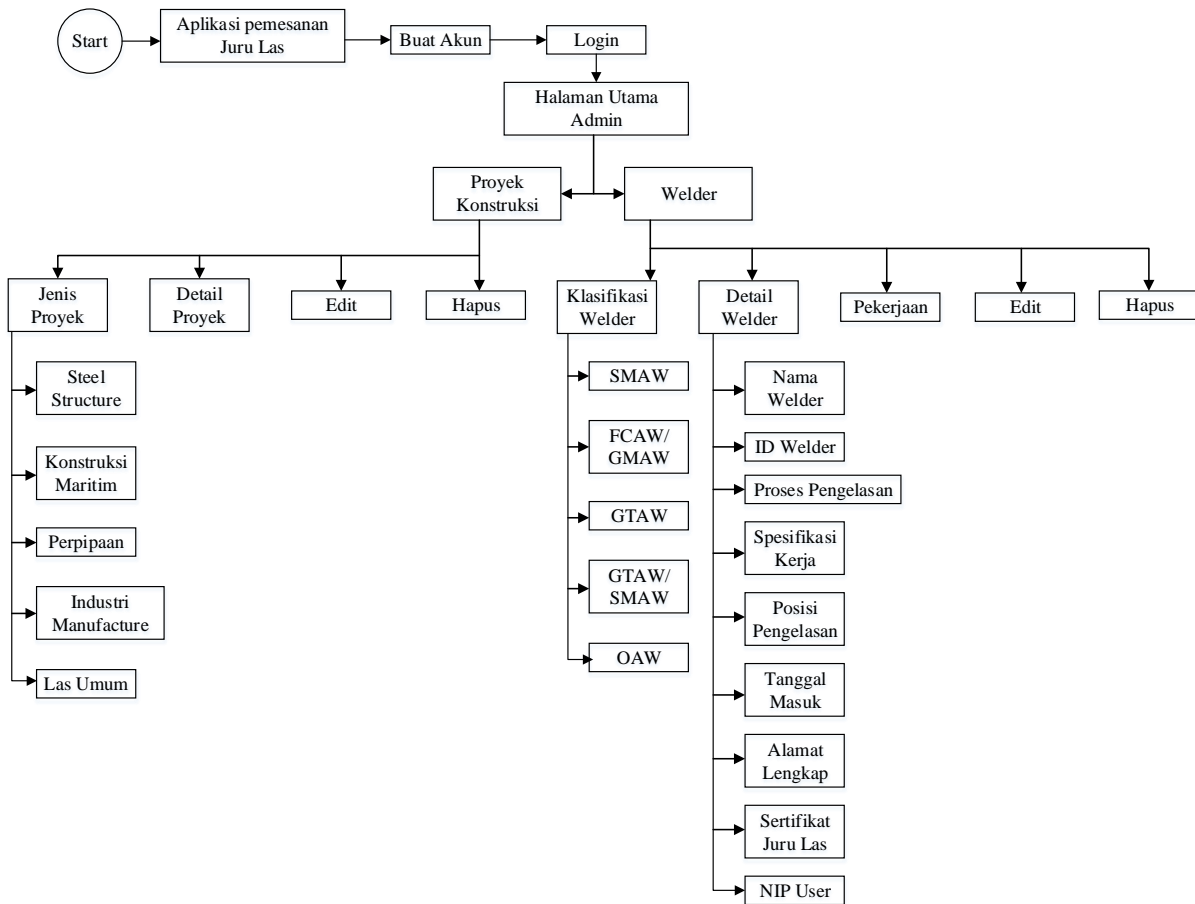 Start
Aplikasi pemesanan
Juru Las
Buat Akun
Login
Halaman Utama
Admin
Proyek
Konstruksi
Welder
Jenis
Proyek
Detail
Proyek
Edit
Hapus
Klasifikasi
Welder
Detail
Welder
Pekerjaan
Edit
Hapus
Steel
Structure
Konstruksi
Maritim
Perpipaan
Industri
Manufacture
Las Umum
SMAW
FCAW/
GMAW
GTAW
GTAW/
SMAW
OAW
Nama
Welder
ID Welder
Proses Pengelasan
Spesifikasi
Kerja
Posisi
Pengelasan
Tanggal
Masuk
Alamat
Lengkap
Sertifikat
Juru Las
NIP User